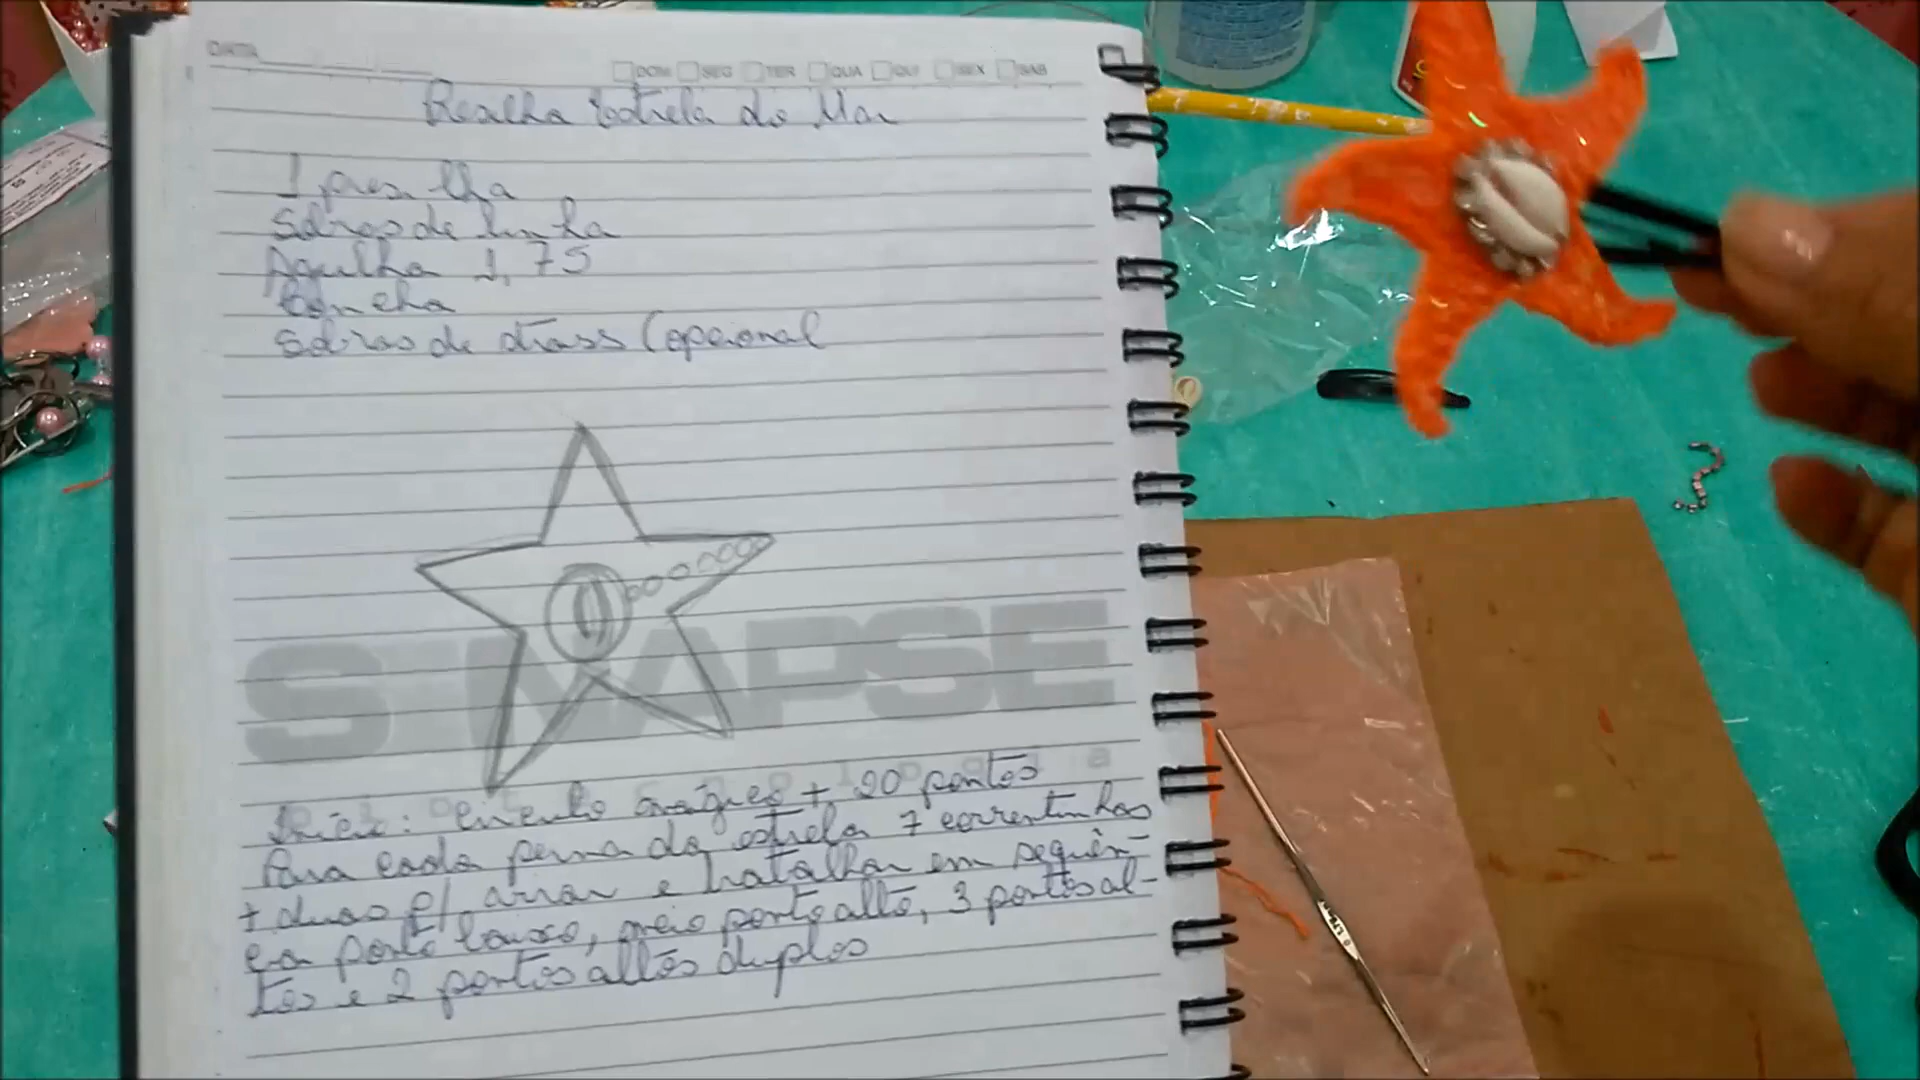 DATA
DOM SEG TER QUA QUI SEX SAB
Presilha Estrela do Mar
1 presilha
Sobras de linha
Agulha 1,75
Concha
Sobras de strass (opcional
SINAPSE
Início: círculo mágico + 20 pontos
Para cada perna da estrela 7 correntinhas
+ duas p/ virar e trabalhar em sequên-
cia ponto baixo, meio ponto alto, 3 pontos al-
tos e 2 pontos altos duplos